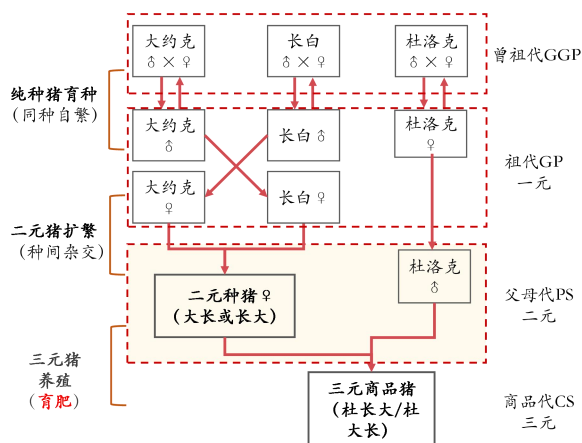 大约克
♂×♀
长白
♂×♀
杜洛克
♂×♀
曾祖代GGP
纯种猪育种
（同种自繁）
大约克
♂
长白♂
杜洛克
♀
祖代GP
一元
大约克
♀
长白♀
二元猪扩繁
（种间杂交）
杜洛克
♂
二元种猪♀
（大长或长大）
父母代PS
二元
三元猪
养殖
（育肥）
三元商品猪
（杜长大/杜
大长）
商品代CS
三元